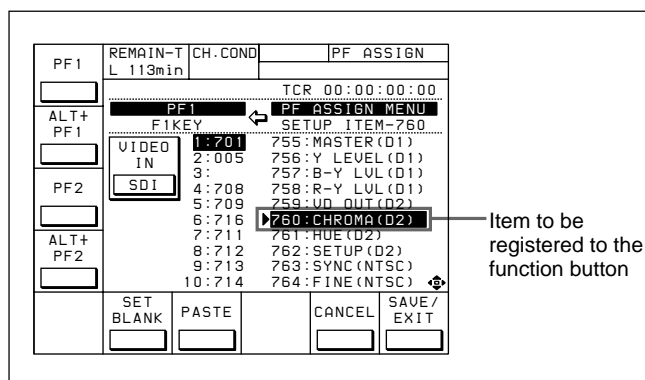 PF1
REMAIN-T
L 113min
CH.COND
PF ASSIGN
TCR 00:00:00:00
PF1
PF ASSIGN MENU
F1KEY
SETUP ITEM-760
ALT+
PF1
VIDEO
IN
SDI
PF2
ALT+
PF2
1:701
2:005
3:
4:708
5:709
6:716
7:711
8:712
9:713
10:714
755:MASTER(D1)
756:Y LEVEL(D1)
757:B-Y LVL(D1)
758:R-Y LVL(D1)
759:VD OUT(D2)
760:CHROMA(D2)
761:HUE(D2)
762:SETUP(D2)
763:SYNC(NTSC)
764:FINE(NTSC)
SET
BLANK
PASTE
CANCEL
SAVE/
EXIT
Item to be
registered to the
function button